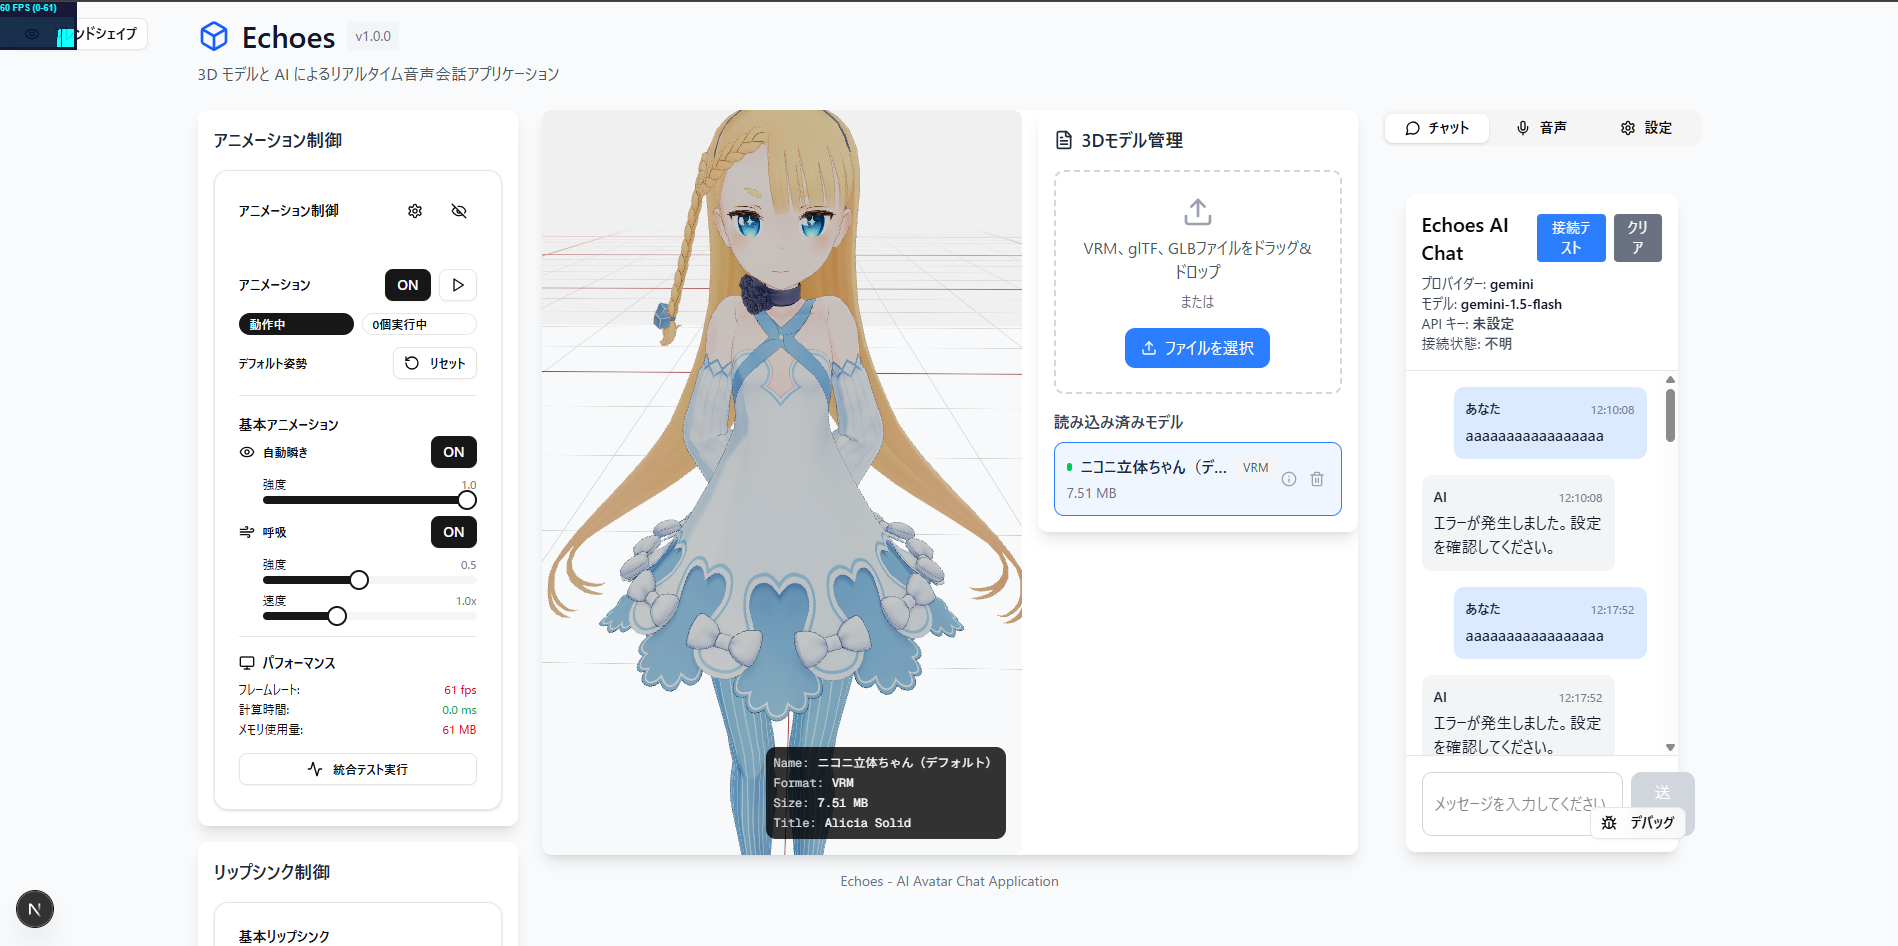 60 FPS (0-61)
ンドシェイプ
Echoes
v1.0.0
3D モデルと AI によるリアルタイム音声会話アプリケーション
アニメーション制御
アニメーション制御
アニメーション
ON
動作中
0個実行中
デフォルト姿勢
リセット
基本アニメーション
自動瞬き
ON
強度
1.0
呼吸
ON
強度
0.5
速度
1.0x
パフォーマンス
フレームレート:
61 fps
計算時間:
0.0 ms
メモリ使用量:
61 MB
統合テスト実行
リップシンク制御
基本リップシンク
Name: ニコニ立体ちゃん (デフォルト)
Format: VRM
Size: 7.51 MB
Title: Alicia Solid
3Dモデル管理
VRM、glTF、GLBファイルをドラッグ&
ドロップ
または
ファイルを選択
読み込み済みモデル
ニコニ立体ちゃん（デ...
VRM
7.51 MB
チャット
音声
設定
Echoes AI
Chat
接続テ
スト
クリ
ア
プロバイダー: gemini
モデル: gemini-1.5-flash
API キー: 未設定
接続状態: 不明
あなた
12:10:08
aaaaaaaaaaaaaaaaa
AI
12:10:08
エラーが発生しました。設定
を確認してください。
あなた
12:17:52
aaaaaaaaaaaaaaaaa
AI
12:17:52
エラーが発生しました。設定
を確認してください。
メッセージを入力してください
送
デバッグ
Echoes - AI Avatar Chat Application
N